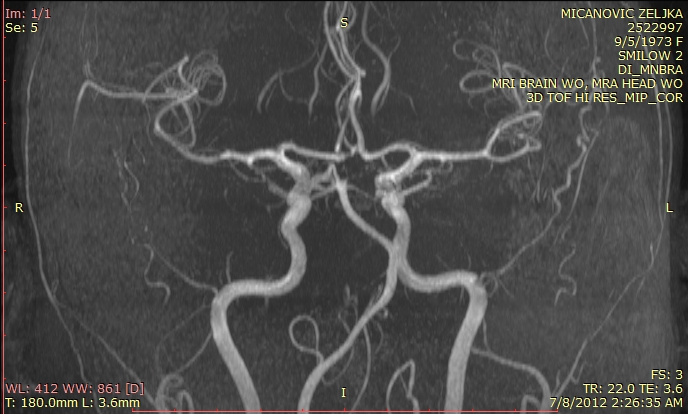 Im: 1/1
Se: 5
S
MICANOVIC ZELJKA
2522997
9/5/1973 F
SMILOW 2
DI_MNBRA
MRI BRAIN WO, MRA HEAD WO
3D TOF HI RES_MIP_COR
R
L
WL: 412 WW: 861 [D]
T: 180.0mm L: 3.6mm
I
FS: 3
TR: 22.0 TE: 3.6
7/8/2012 2:26:35 AM